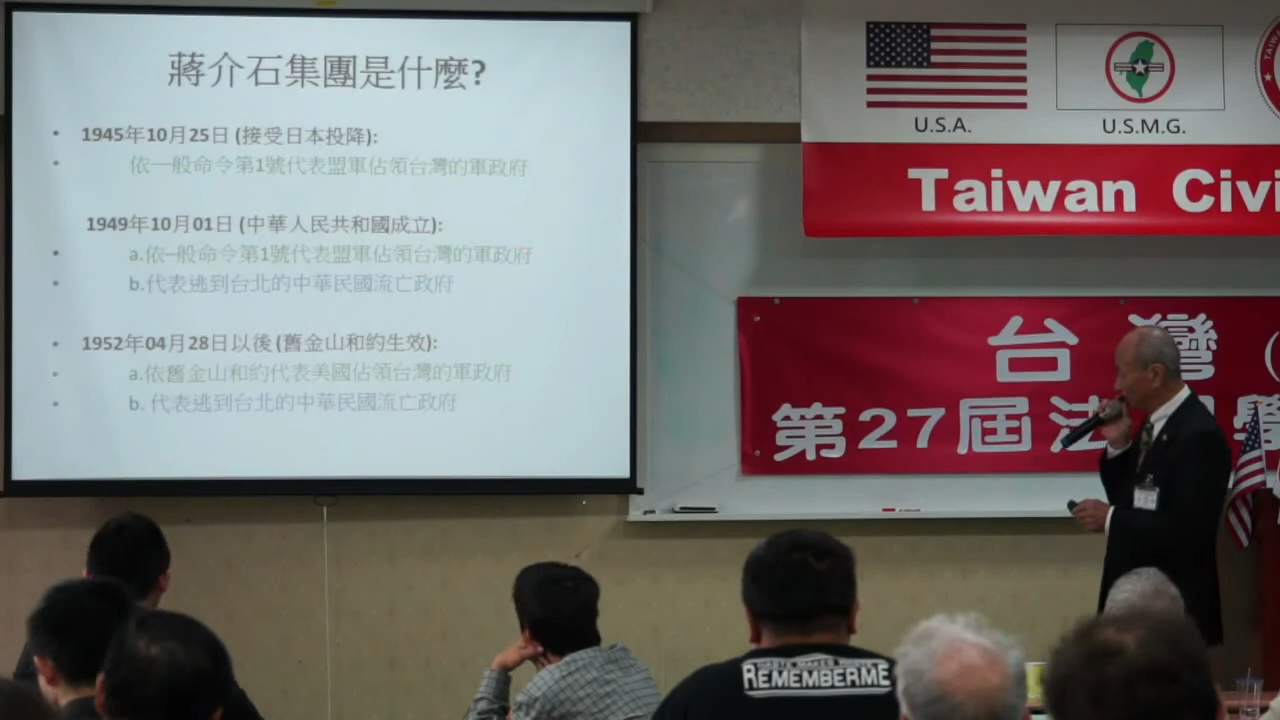 蔣介石集團是什麼?
• 1945年10月25日 (接受日本投降):
• 依一般命令第1號代表盟軍佔領台灣的軍政府
1949年10月01日 (中華人民共和國成立):
• a.依一般命令第1號代表盟軍佔領台灣的軍政府
• b.代表逃到台北的中華民國流亡政府
• 1952年04月28日以後 (舊金山和約生效):
• a.依舊金山和約代表美國佔領台灣的軍政府
• b. 代表逃到台北的中華民國流亡政府
U.S.A.
U.S.M.G.
Taiwan Civi
台灣 (
第27屆法
REMEMBERME